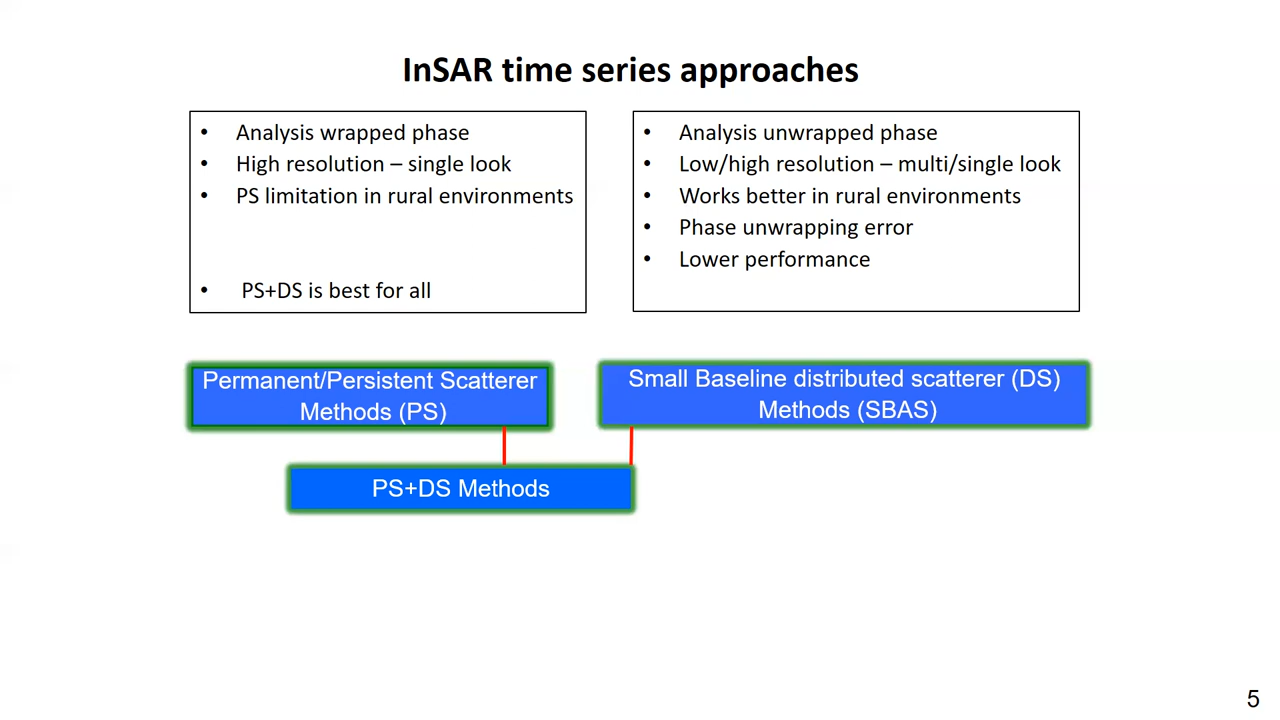 InSAR time series approaches
• Analysis wrapped phase
• High resolution – single look
• PS limitation in rural environments
• PS+DS is best for all
• Analysis unwrapped phase
• Low/high resolution – multi/single look
• Works better in rural environments
• Phase unwrapping error
• Lower performance
Permanent/Persistent Scatterer
Methods (PS)
Small Baseline distributed scatterer (DS)
Methods (SBAS)
PS+DS Methods
5